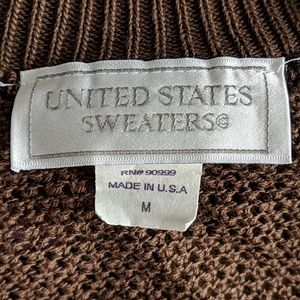 UNITED STATES
SWEATERS®
RN# 90999
MADE IN U.S.A
M